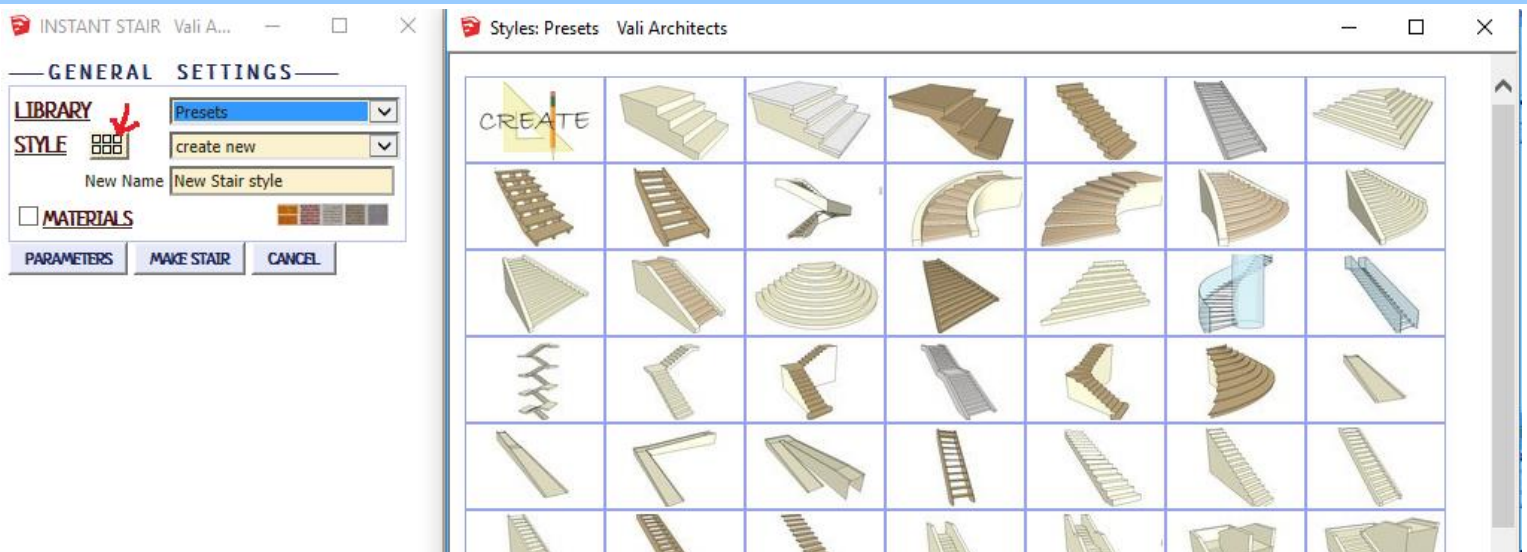 INSTANT STAIR Vali A...
GENERAL SETTINGS
LIBRARY Presets
STYLE create new
New Name New Stair style
MATERIALS
PARAMETERS MAKE STAIR CANCEL
Styles: Presets Vali Architects
CREATE